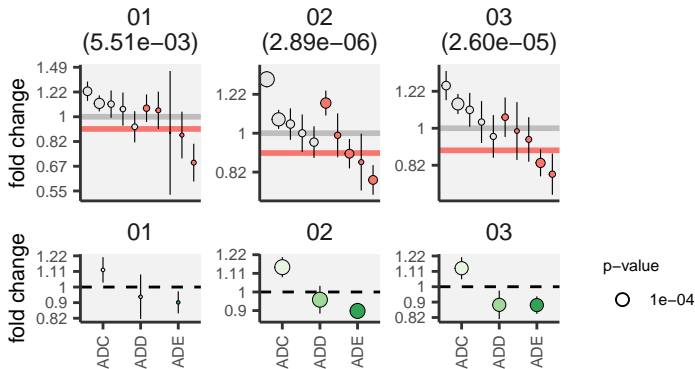 01
(5.51e−03)
02
(2.89e−06)
03
(2.60e−05)
fold change
1.49
1.22
1
0.82
0.67
0.55
1.22
1
0.82
1.22
1
0.82
01
02
03
fold change
1.22
1.11
1
0.9
0.82
1.22
1.11
1
0.9
1.22
1.11
1
0.9
0.82
ADC
ADD
ADE
ADC
ADD
ADE
ADC
ADD
ADE
p−value
1e−04